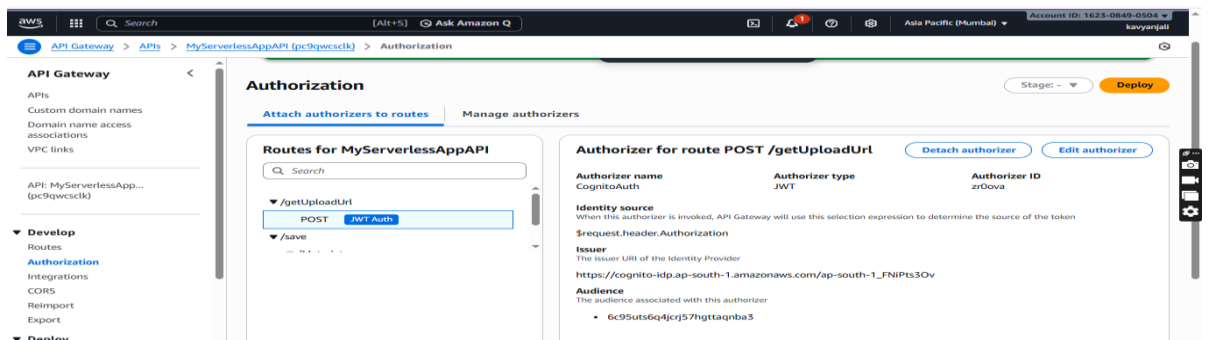 aws
Search
[Alt+S]
Ask Amazon Q
1
Asia Pacific (Mumbai)
Account ID: 1623-0849-0504
kavyanjali
API Gateway > APIs > MyServerlessAppAPI (pc9qwcsclk) > Authorization
API Gateway
APIs
Custom domain names
Domain name access
associations
VPC links
API: MyServerlessApp...
(pc9qwcsclk)
Develop
Routes
Authorization
Integrations
CORS
Reimport
Export
Deploy
Authorization
Stage: -
Deploy
Attach authorizers to routes
Manage authorizers
Routes for MyServerlessAppAPI
Search
/getUploadUrl
POST JWT Auth
/save
Authorizer for route POST /getUploadUrl
Detach authorizer
Edit authorizer
Authorizer name
CognitoAuth
Authorizer type
JWT
Authorizer ID
zr0ova
Identity source
When this authorizer is invoked, API Gateway will use this selection expression to determine the source of the token
$request.header.Authorization
Issuer
The issuer URI of the Identity Provider
https://cognito-idp.ap-south-1.amazonaws.com/ap-south-1_FNiPts3Ov
Audience
The audience associated with this authorizer
• 6c95uts6q4jcrj57hgttaqnba3